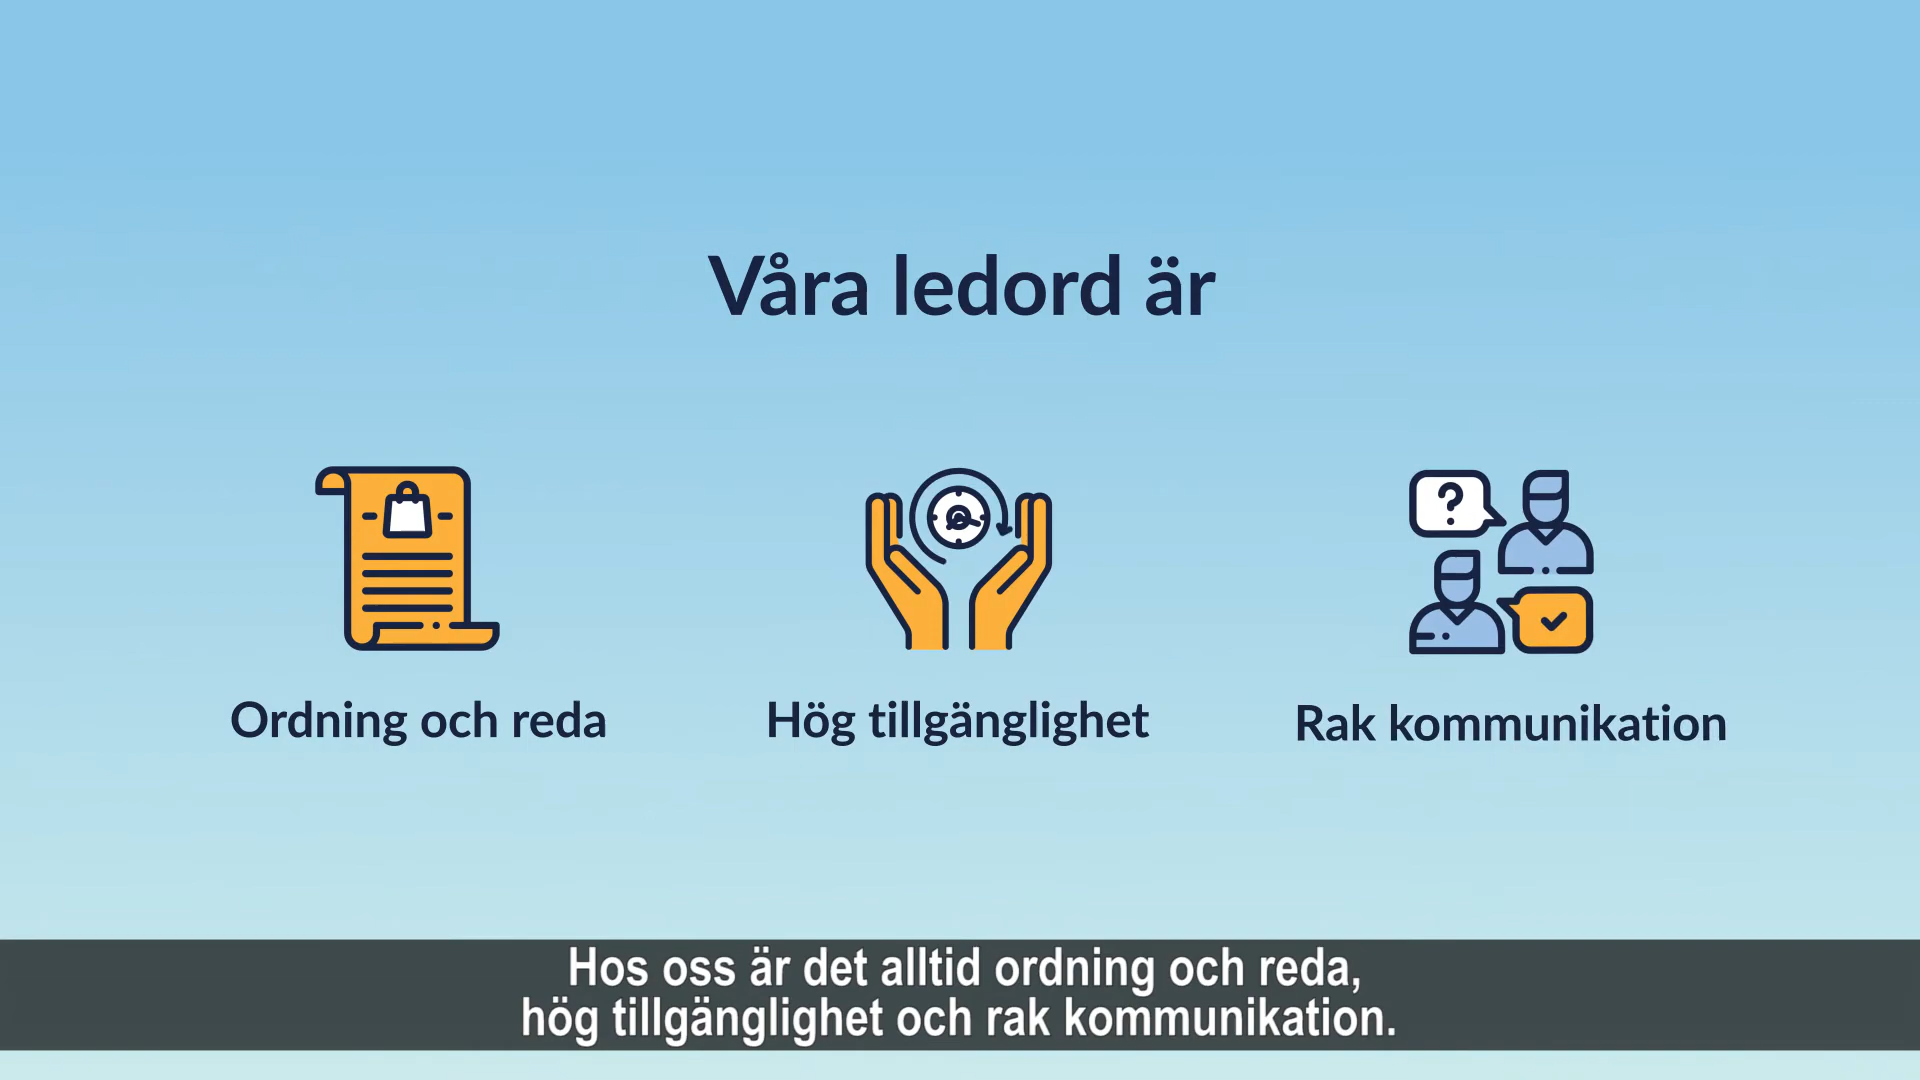 Våra ledord är
?
Ordning och reda
Hög tillgänglighet
Rak kommunikation
Hos oss är det alltid ordning och reda,
hög tillgänglighet och rak kommunikation.